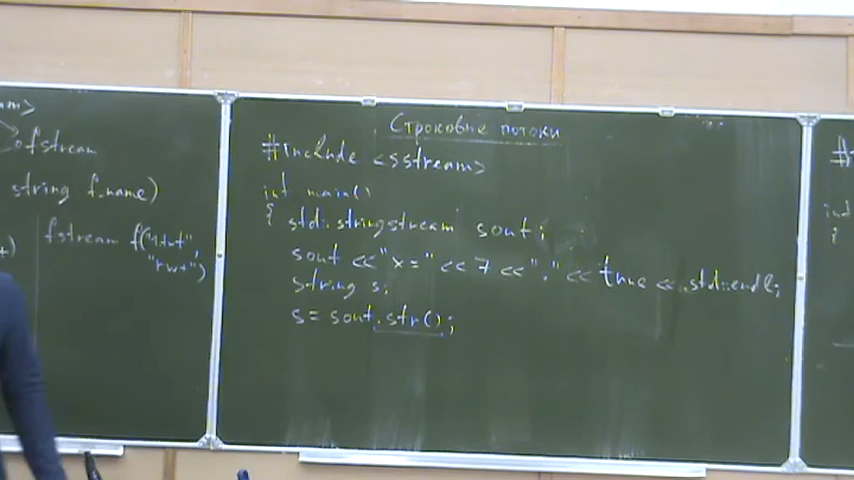 ofstream
string f.name)
fstream f("1.txt",
"rw+")
Строковые потоки
#include <sstream>
int main()
{ std::stringstream sout;
sout <<"x="<< 7 <<"."<< true << std::endl;
string s;
s= sout.str();
int